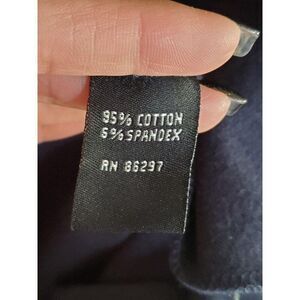 95% COTTON
5% SPANDEX
RN 86297